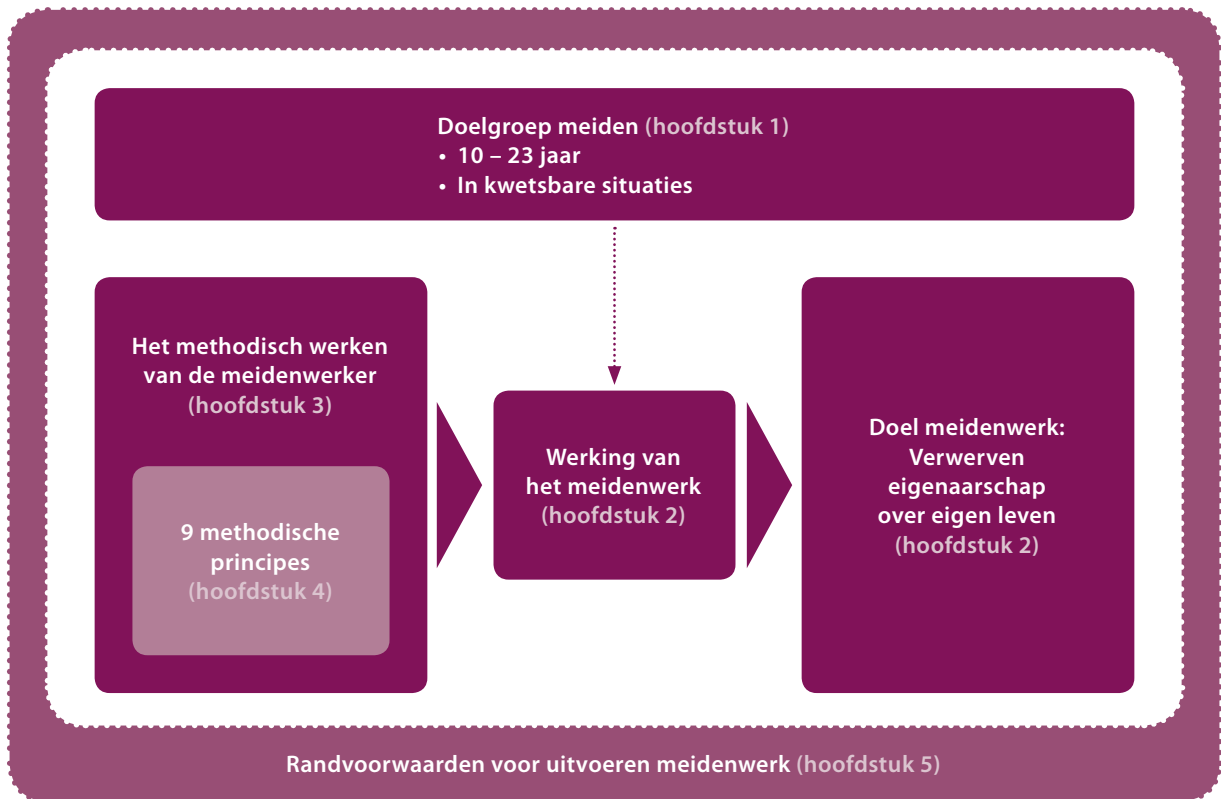 Doelgroep meiden (hoofdstuk 1)
• 10 – 23 jaar
• In kwetsbare situaties
Het methodisch werken
van de meidenwerker
(hoofdstuk 3)
9 methodische
principes
(hoofdstuk 4)
Werking van
het meidenwerk
(hoofdstuk 2)
Doel meidenwerk:
Verwerven
eigenaarschap
over eigen leven
(hoofdstuk 2)
Randvoorwaarden voor uitvoeren meidenwerk (hoofdstuk 5)